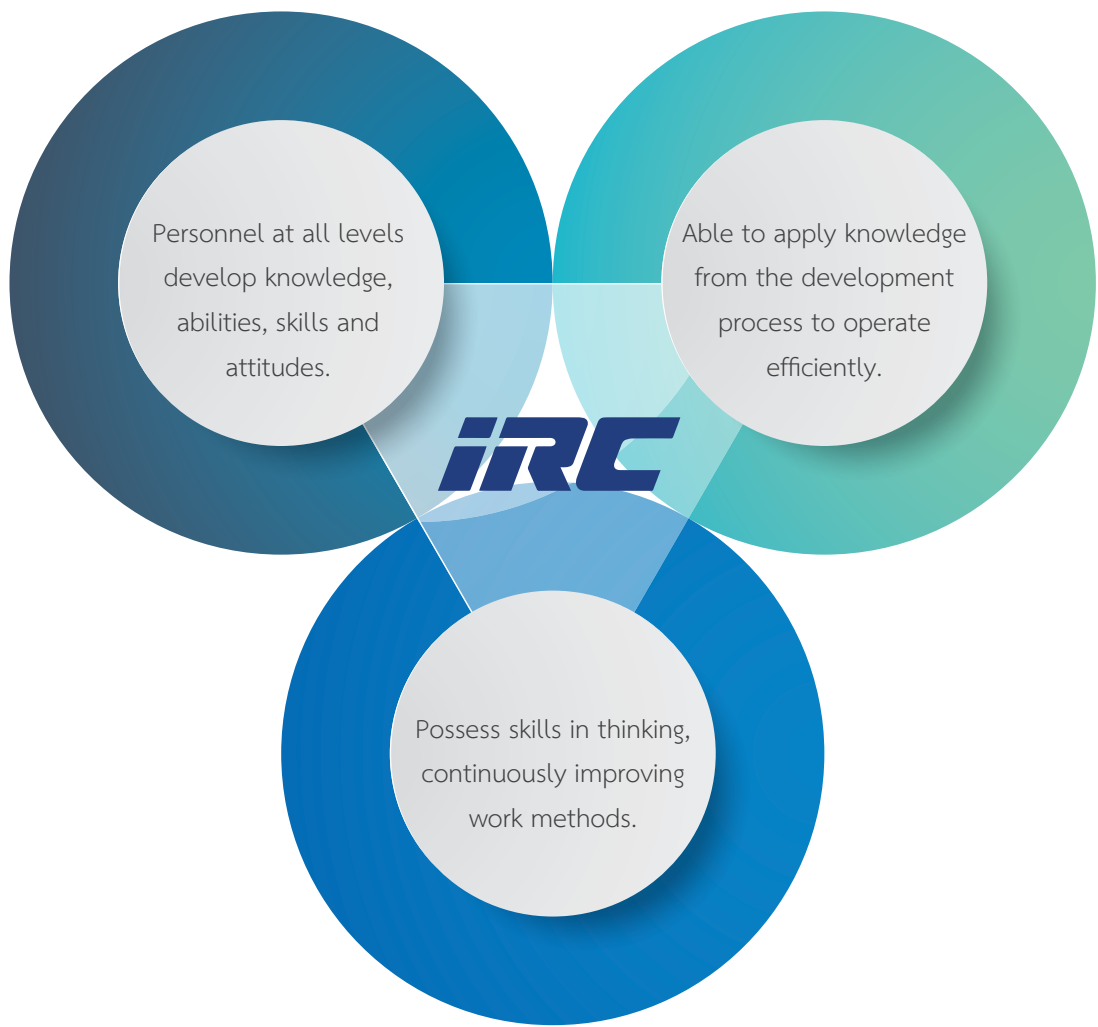 Personnel at all levels
develop knowledge,
abilities, skills and
attitudes.
Able to apply knowledge
from the development
process to operate
efficiently.
iRC
Possess skills in thinking,
continuously improving
work methods.